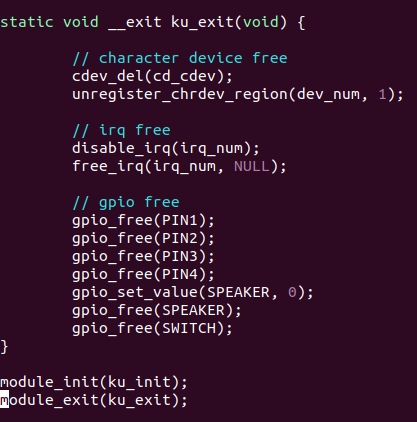 static void __exit ku_exit(void) {
// character device free
cdev_del(cd_cdev);
unregister_chrdev_region(dev_num, 1);
// irq free
disable_irq(irq_num);
free_irq(irq_num, NULL);
// gpio free
gpio_free(PIN1);
gpio_free(PIN2);
gpio_free(PIN3);
gpio_free(PIN4);
gpio_set_value(SPEAKER, 0);
gpio_free(SPEAKER);
gpio_free(SWITCH);
}
module_init(ku_init);
module_exit(ku_exit);